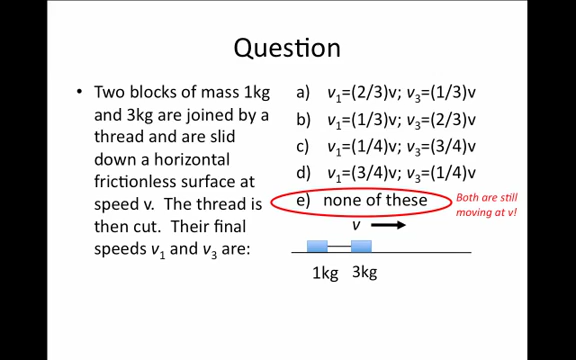 Question
• Two blocks of mass 1kg
and 3kg are joined by a
thread and are slid
down a horizontal
frictionless surface at
speed v. The thread is
then cut. Their final
speeds v₁ and v₃ are:
a) v₁=(2/3)v; v₃=(1/3)v
b) v₁=(1/3)v; v₃=(2/3)v
c) v₁=(1/4)v; v₃=(3/4)v
d) v₁=(3/4)v; v₃=(1/4)v
e) none of these
Both are still
moving at v!
v
1kg 3kg